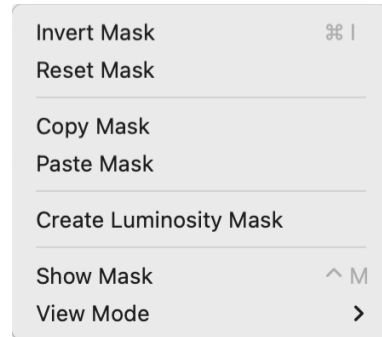 Invert Mask ⌘ I
Reset Mask
Copy Mask
Paste Mask
Create Luminosity Mask
Show Mask ^ M
View Mode >